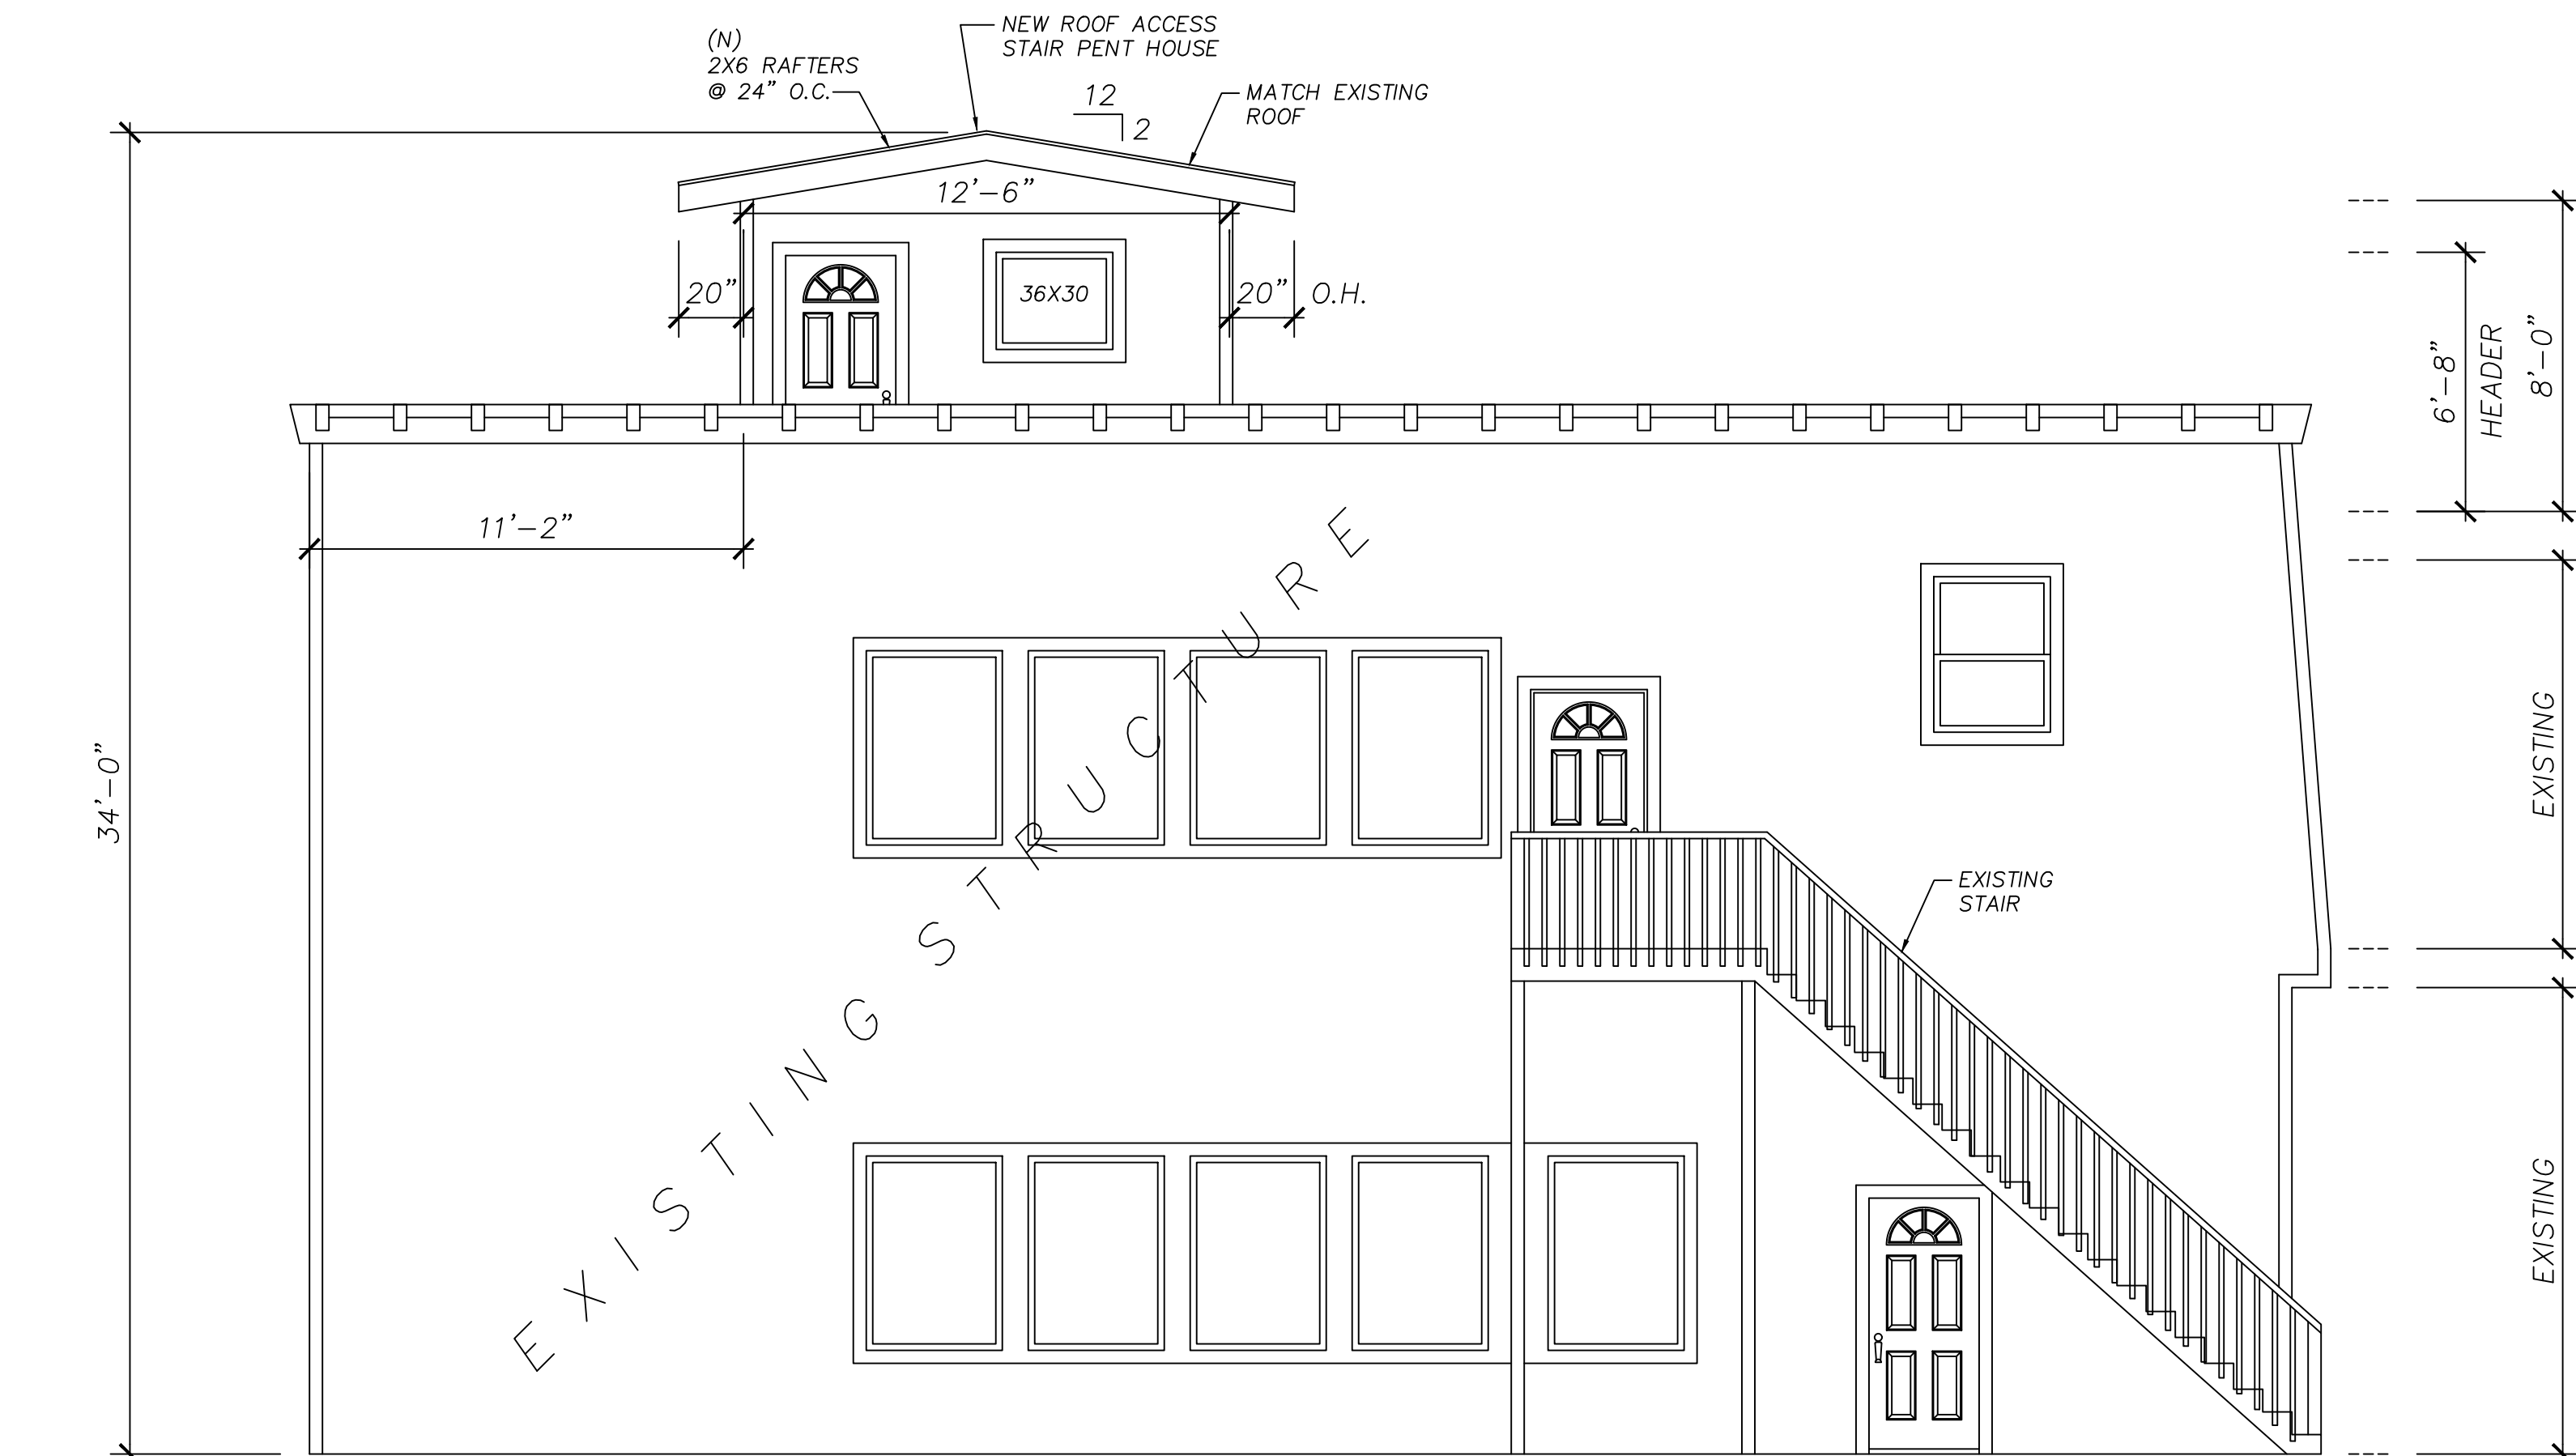 NEW ROOF ACCESS
STAIR PENT HOUSE
(N)
2X6 RAFTERS
@ 24" O.C.
12
2
MATCH EXISTING
ROOF
12'-6"
20"
36X30
20" O.H.
6'-8"
HEADER
8'-0"
11'-2"
34'-0"
EXISTING STRUCTURE
EXISTING
EXISTING
STAIR
EXISTING